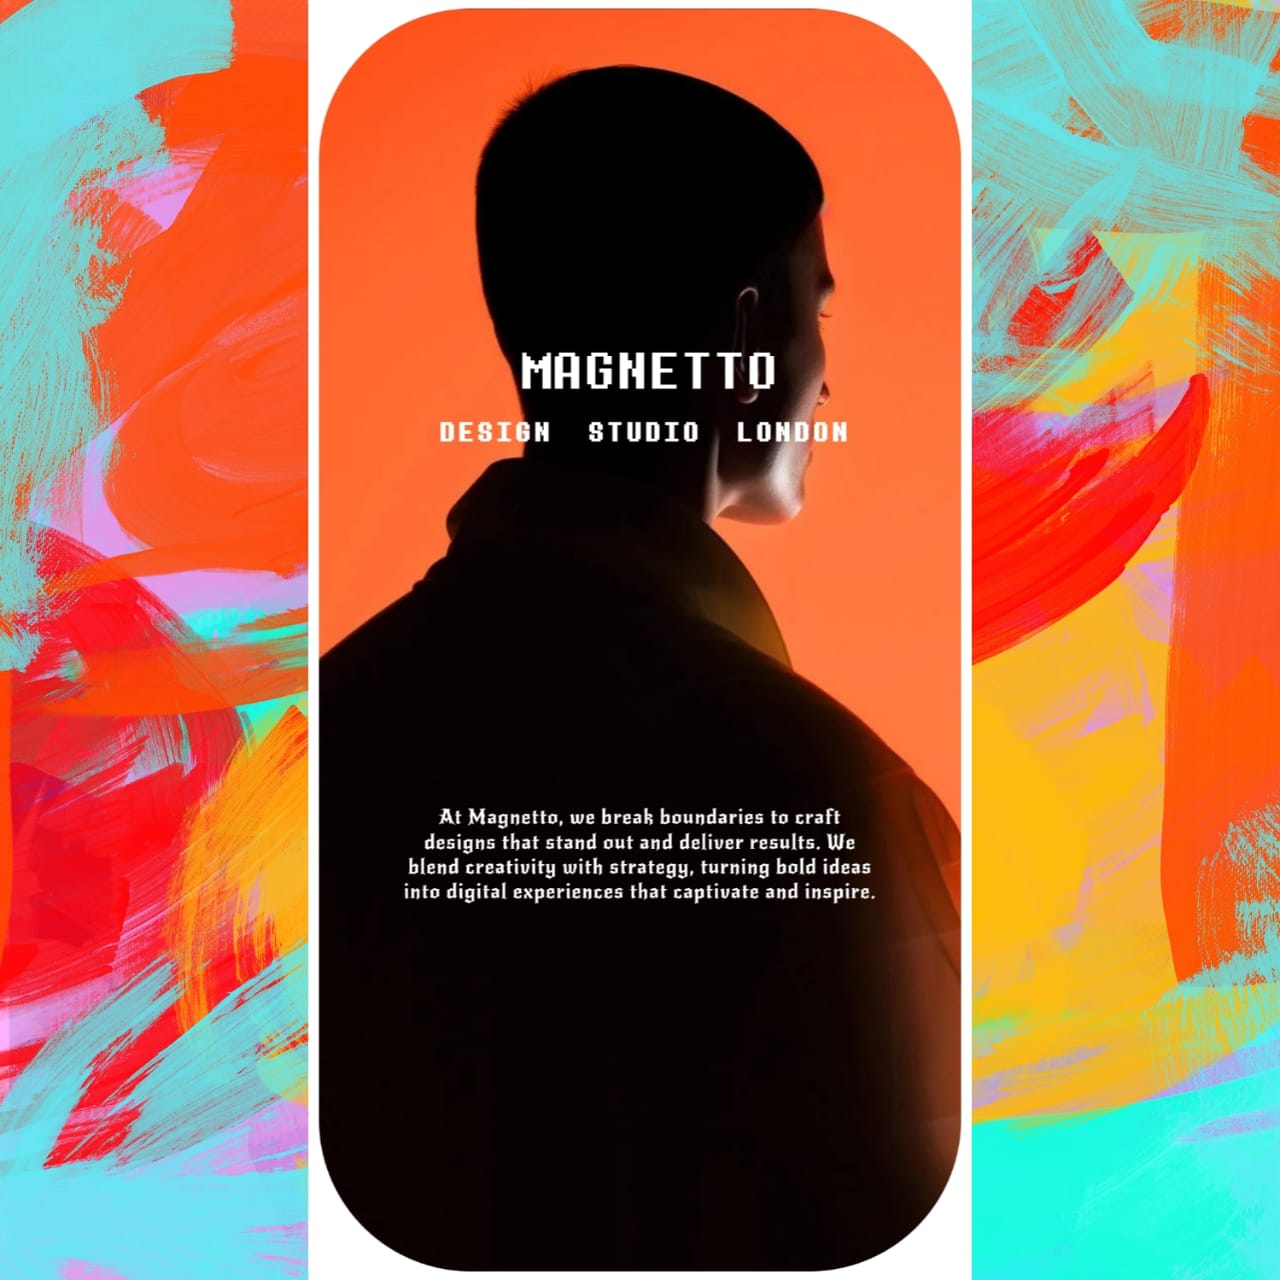 MAGNETTO
DESIGN STUDIO LONDON
At Magnetto, we break boundaries to craft
designs that stand out and deliver results. We
blend creativity with strategy, turning bold ideas
into digital experiences that captivate and inspire.